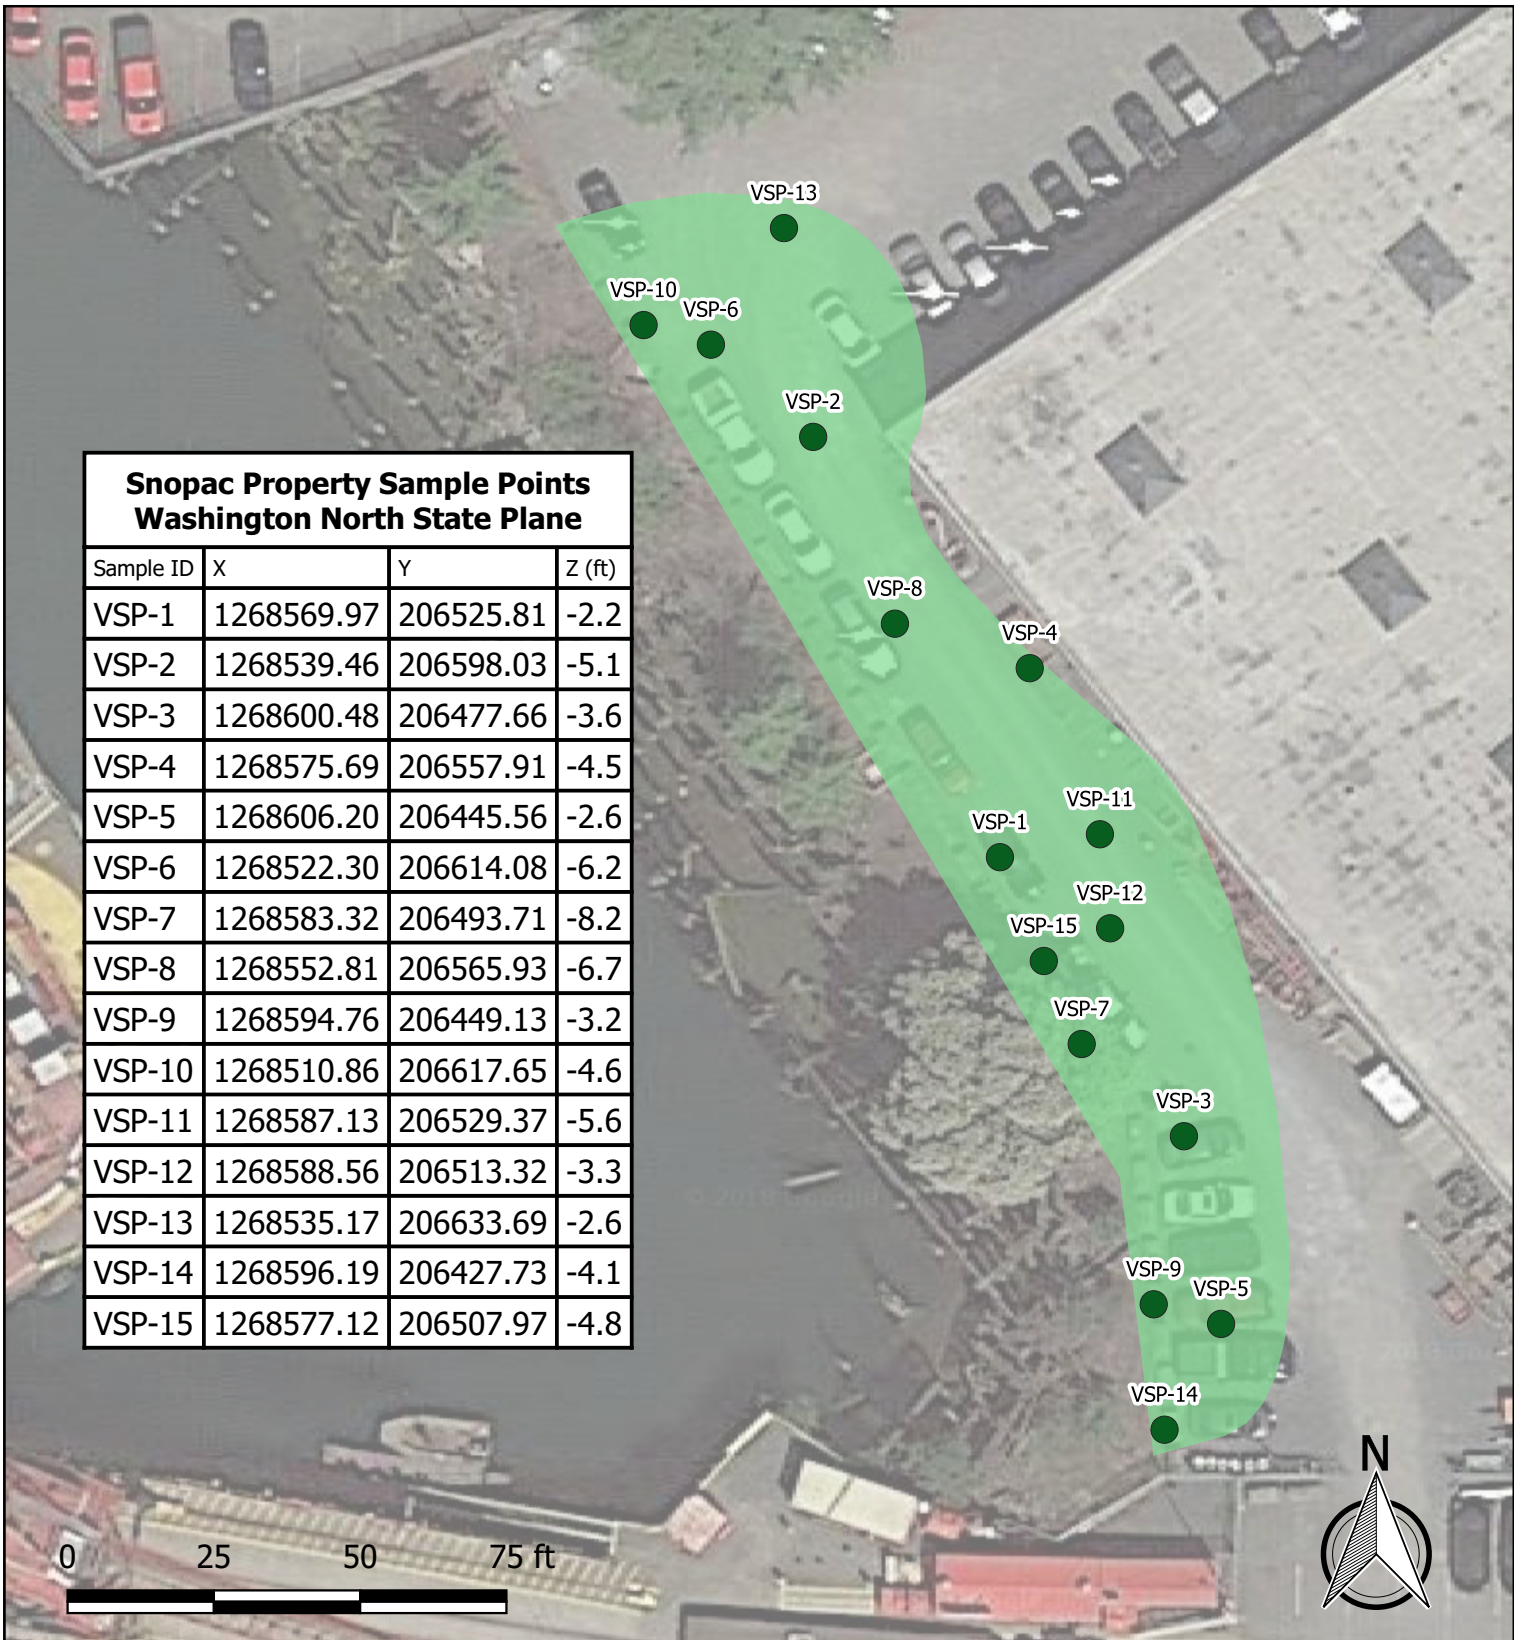 VSP-13
VSP-10
VSP-6
VSP-2
VSP-8
VSP-4
VSP-11
VSP-1
VSP-12
VSP-15
VSP-7
VSP-3
VSP-9
VSP-5
VSP-14
Snopac Property Sample Points
Washington North State Plane
Sample ID X Y Z (ft)
VSP-1 1268569.97 206525.81 -2.2
VSP-2 1268539.46 206598.03 -5.1
VSP-3 1268600.48 206477.66 -3.6
VSP-4 1268575.69 206557.91 -4.5
VSP-5 1268606.20 206445.56 -2.6
VSP-6 1268522.30 206614.08 -6.2
VSP-7 1268583.32 206493.71 -8.2
VSP-8 1268552.81 206565.93 -6.7
VSP-9 1268594.76 206449.13 -3.2
VSP-10 1268510.86 206617.65 -4.6
VSP-11 1268587.13 206529.37 -5.6
VSP-12 1268588.56 206513.32 -3.3
VSP-13 1268535.17 206633.69 -2.6
VSP-14 1268596.19 206427.73 -4.1
VSP-15 1268577.12 206507.97 -4.8
0 25 50 75 ft
N